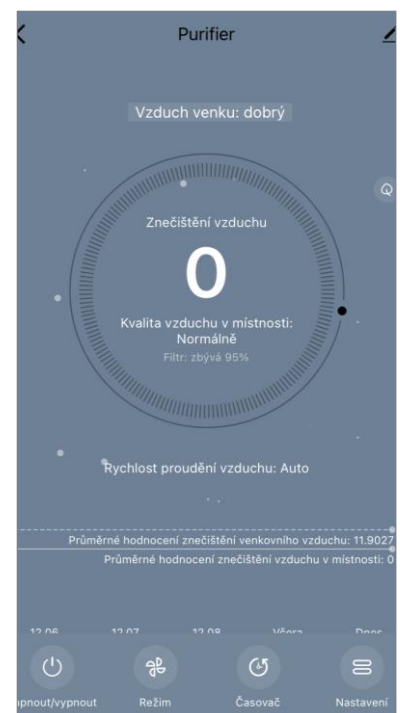 Purifier
Vzduch venku: dobrý
Znečištění vzduchu
0
Kvalita vzduchu v místnosti:
Normálně
Filtr: zbývá 95%
Rychlost proudění vzduchu: Auto
Průměrné hodnocení znečištění venkovního vzduchu: 11.9027
Průměrné hodnocení znečištění vzduchu v místnosti: 0
12.06 12.07 12.08 Včera Dnes
pnout/vypnout Režim Časovač Nastavení